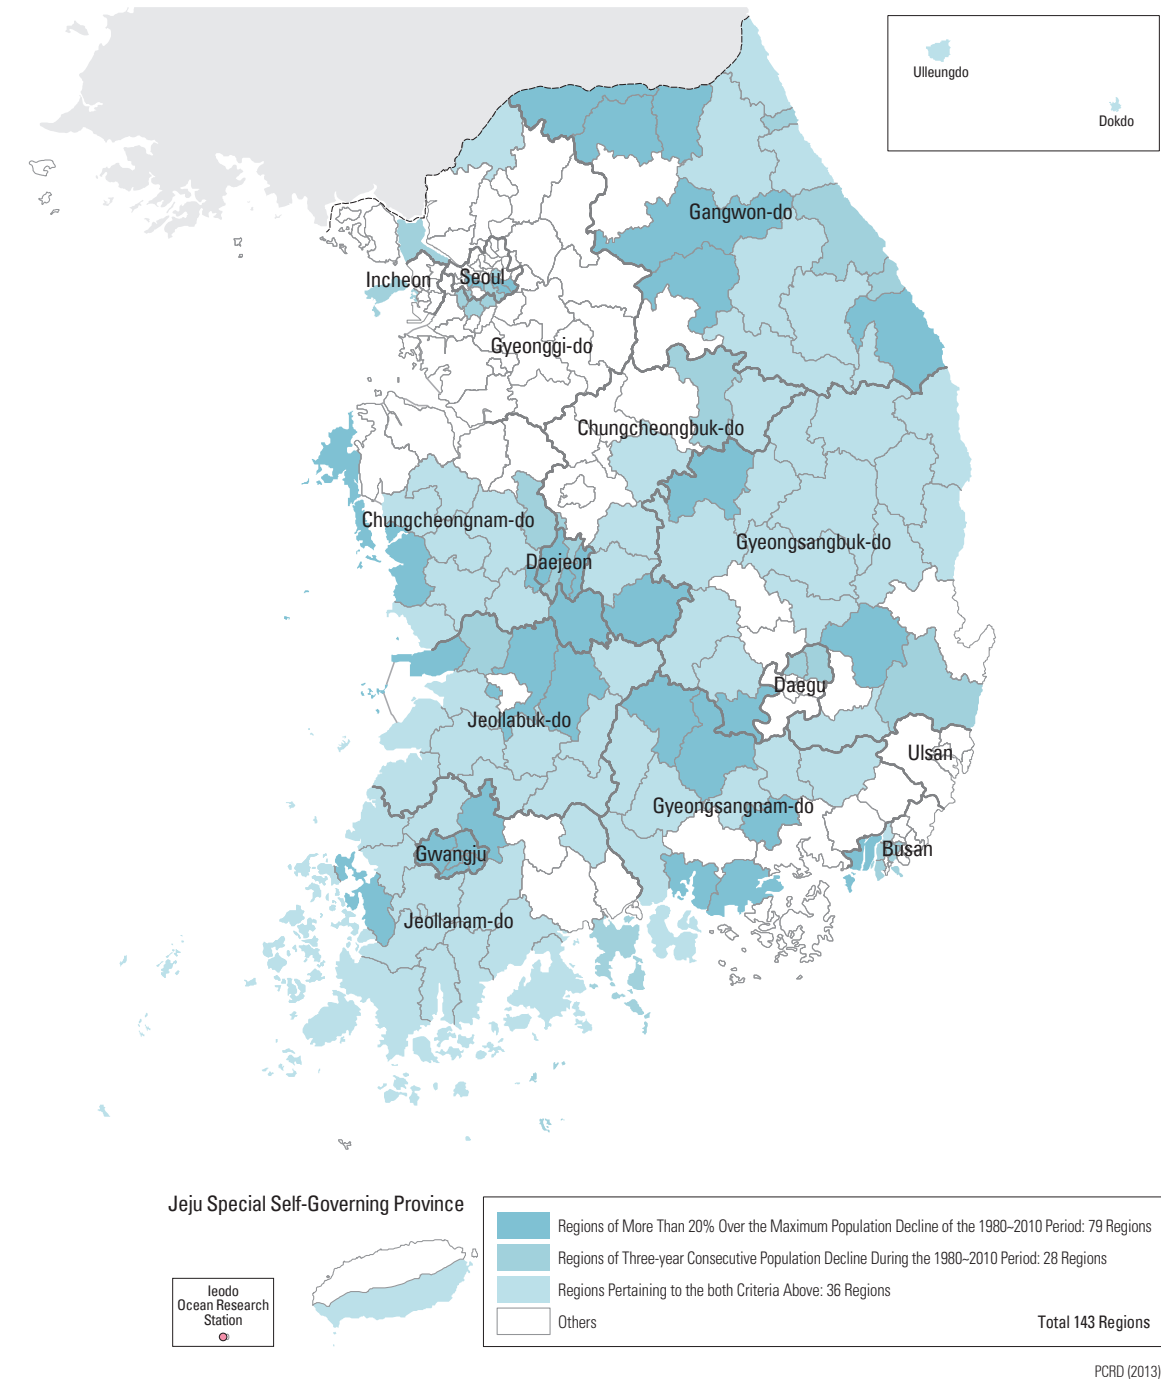 Ulleungdo
Dokdo
Gangwon-do
Incheon
Seoul
Gyeonggi-do
Chungcheongbuk-do
Chungcheongnam-do
Gyeongsangbuk-do
Daejeon
Daegu
Jeollabuk-do
Ulsan
Gyeongsangnam-do
Busan
Gwangju
Jeollanam-do
Jeju Special Self-Governing Province
Ieodo
Ocean Research
Station
Regions of More Than 20% Over the Maximum Population Decline of the 1980~2010 Period: 79 Regions
Regions of Three-year Consecutive Population Decline During the 1980~2010 Period: 28 Regions
Regions Pertaining to the both Criteria Above: 36 Regions
Others
Total 143 Regions
PCRD (2013)